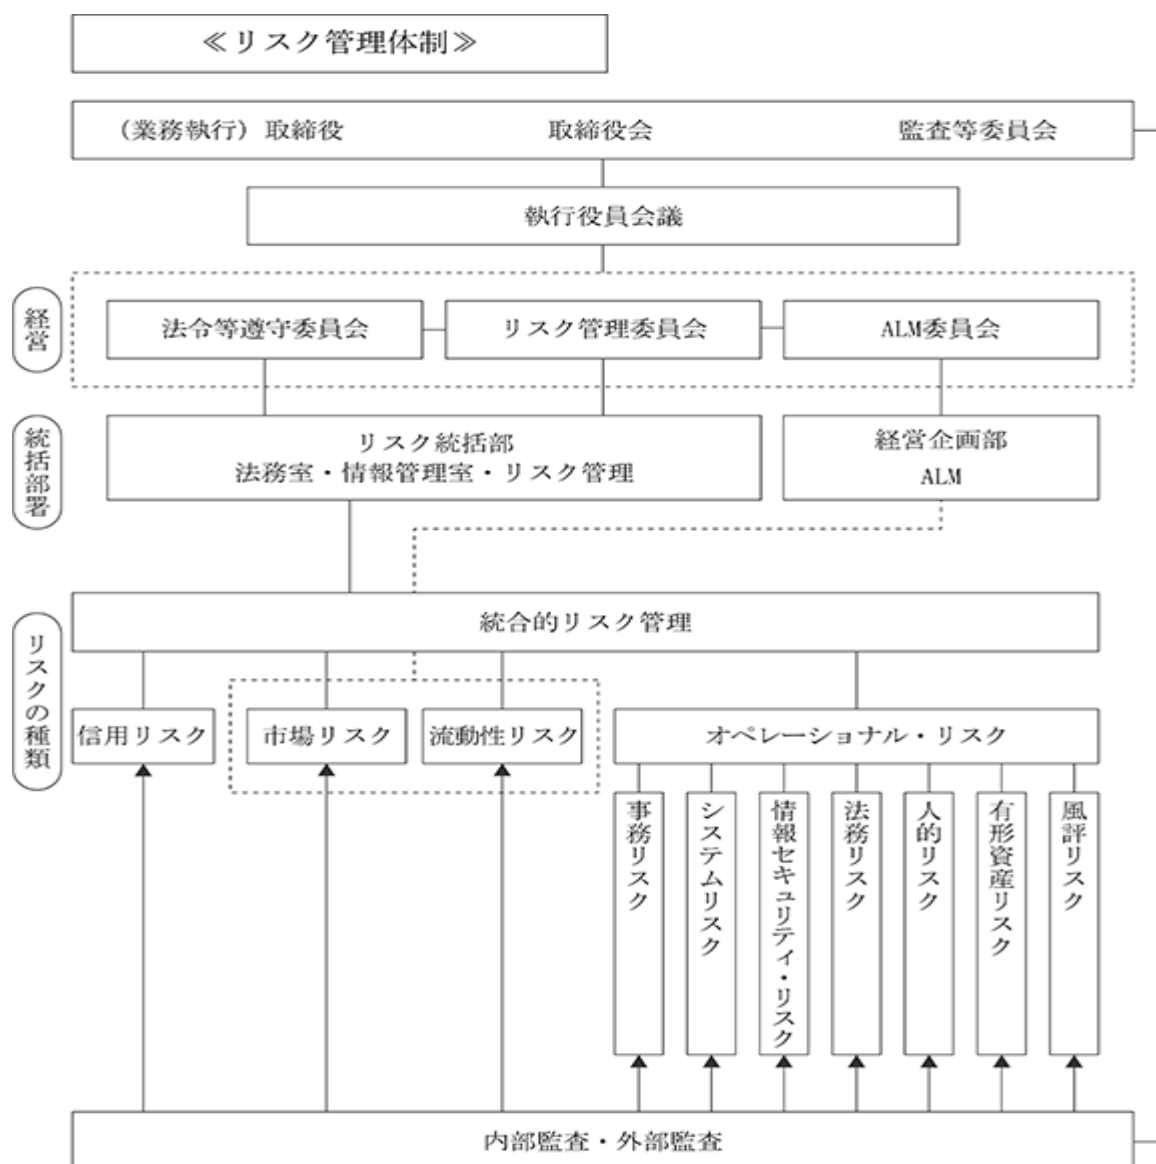 ≪リスク管理体制≫
（業務執行）取締役　取締役会　監査等委員会
執行役員会議
経営
法令等遵守委員会　リスク管理委員会　ALM委員会
統括部署
リスク統括部
法務室・情報管理室・リスク管理
経営企画部
ALM
統合的リスク管理
リスクの種類
信用リスク　市場リスク　流動性リスク　オペレーショナル・リスク
事務リスク
システムリスク
情報セキュリティ・リスク
法務リスク
人的リスク
有形資産リスク
風評リスク
内部監査・外部監査